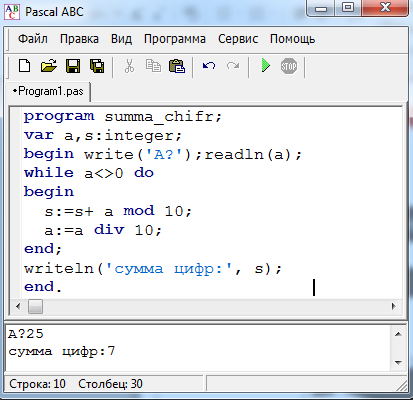 Pascal ABC
Файл Правка Вид Программа Сервис Помощь
•Program1.pas
program summa_chifr;
var a,s:integer;
begin write('A?');readln(a);
while a<>0 do
begin
s:=s+ a mod 10;
a:=a div 10;
end;
writeln('сумма цифр:', s);
end.
A?25
сумма цифр:7
Строка: 10 Столбец: 30